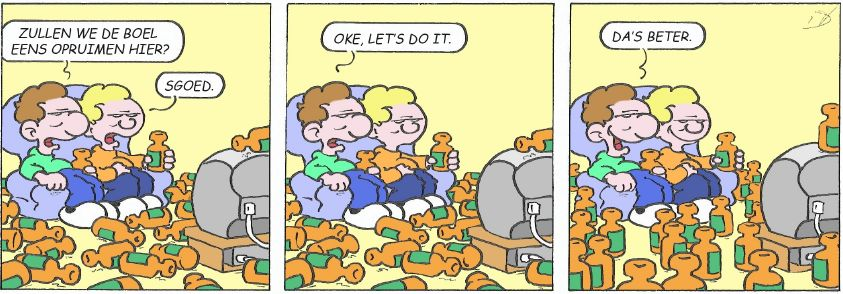 ZULLEN WE DE BOEL
EENS OPRUIMEN HIER?
SGOED.
OKE, LET'S DO IT.
DA'S BETER.